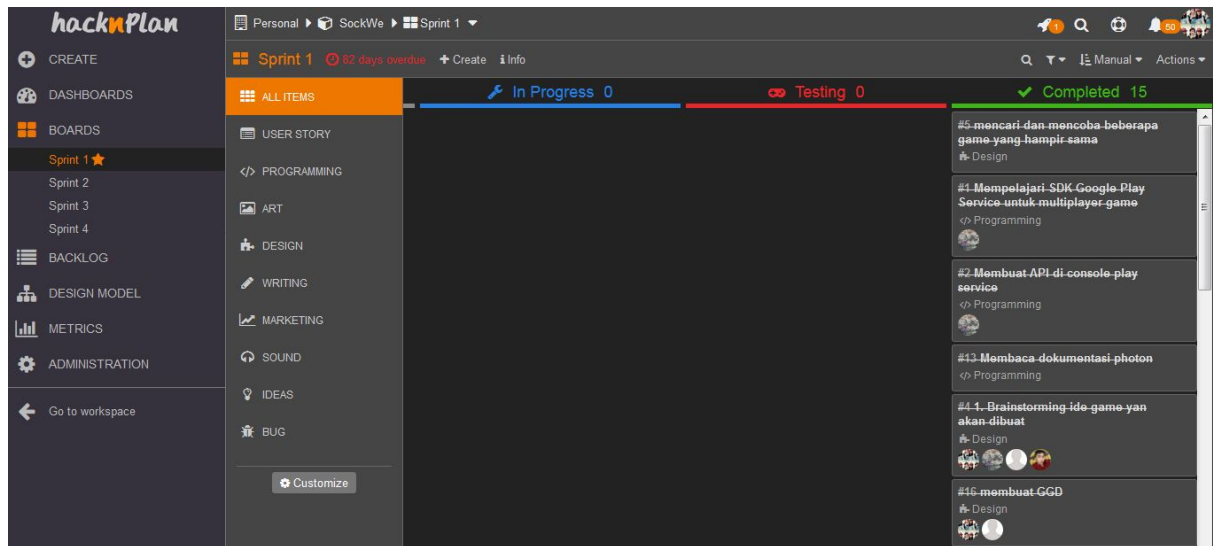 hacknPlan
Personal SockWe Sprint 1
1
50
CREATE
DASHBOARDS
BOARDS
Sprint 1
Sprint 2
Sprint 3
Sprint 4
BACKLOG
DESIGN MODEL
METRICS
ADMINISTRATION
Go to workspace
Sprint 1 82 days overdue + Create i Info
Manual Actions
ALL ITEMS
USER STORY
</> PROGRAMMING
ART
DESIGN
WRITING
MARKETING
SOUND
IDEAS
BUG
Customize
In Progress 0
Testing 0
Completed 15
#5 mencari dan mencoba beberapa
game yang hampir sama
Design
#1 Mempelajari SDK Google Play
Service untuk multiplayer game
</> Programming
#2 Membuat API di console play
service
</> Programming
#13 Membaca dokumentasi photon
</> Programming
#4 1. Brainstorming ide game yan
akan dibuat
Design
#16 membuat GGD
Design